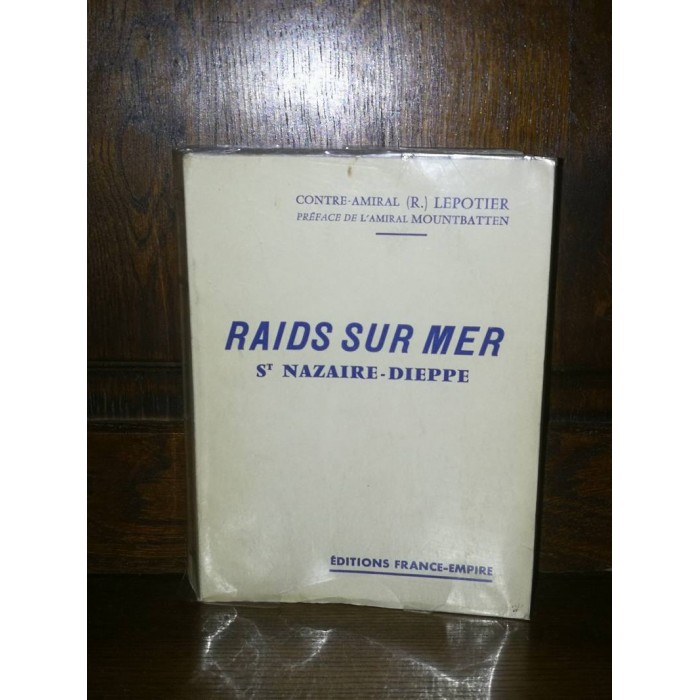 CONTRE-AMIRAL (R.) LEPOTIER
PRÉFACE DE L'AMIRAL MOUNTBATTEN
RAIDS SUR MER
ST NAZAIRE-DIEPPE
ÉDITIONS FRANCE-EMPIRE